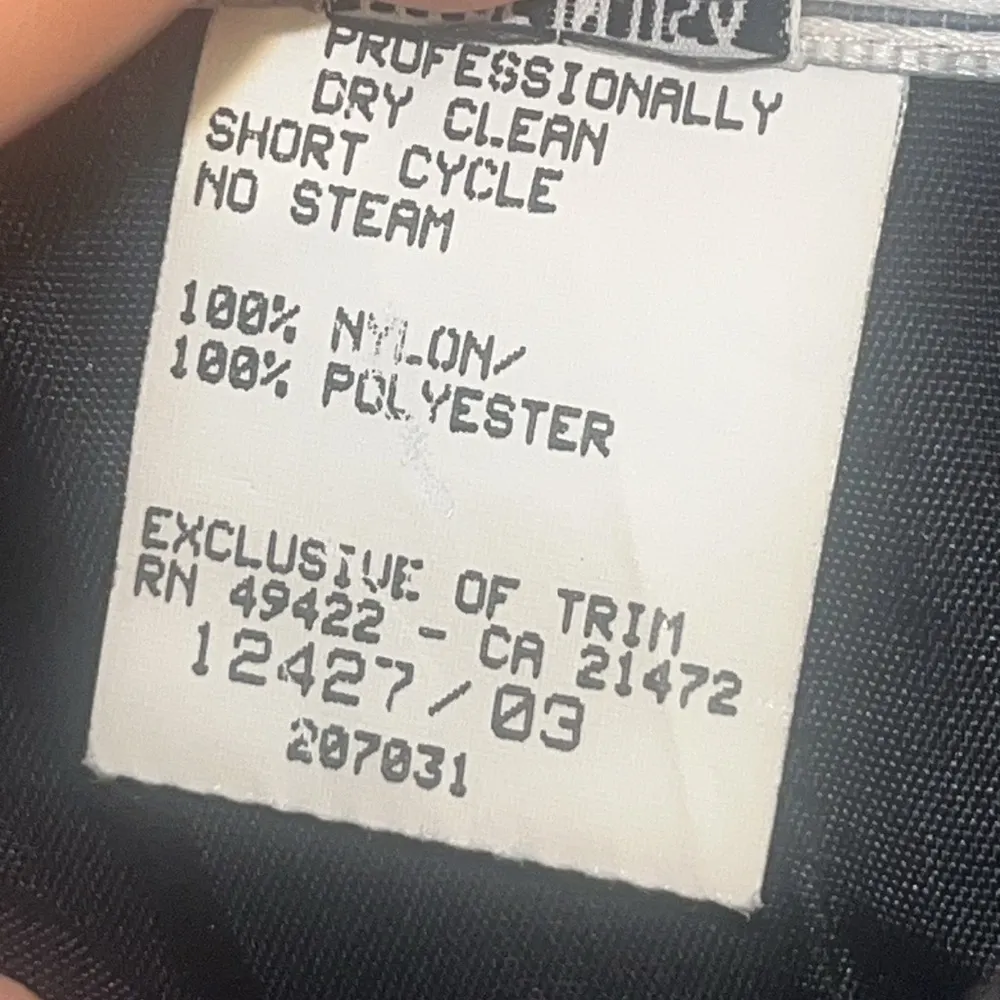 PROFESSIONALLY
DRY CLEAN
SHORT CYCLE
NO STEAM
100% NYLON/
100% POLYESTER
EXCLUSIVE OF TRIM
RN 49422 - CA 21472
12427/03
207031